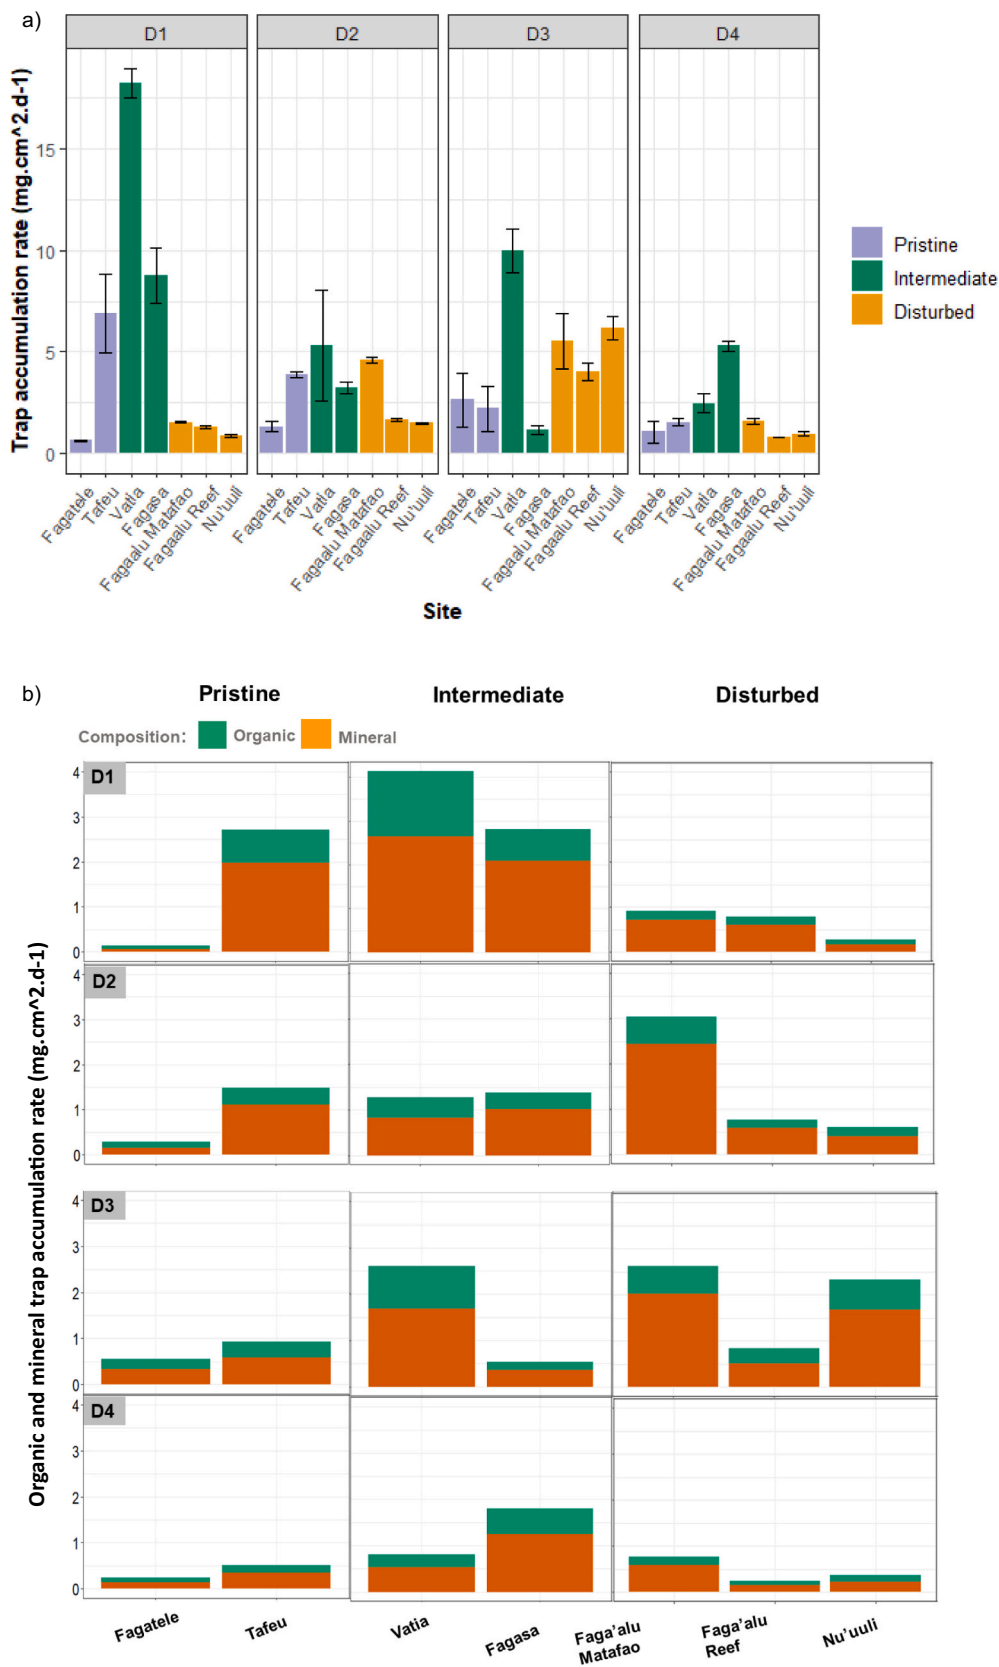 a)
D1 D2 D3 D4
Trap accumulation rate (mg.cm^2.d-1)
15
10
5
0
Pristine
Intermediate
Disturbed
Fagatele Tafeu Vatia Fagasa Fagaalu Matafao Fagaalu Reef Nu'uuli
Fagatele Tafeu Vatia Fagasa Fagaalu Matafao Fagaalu Reef Nu'uuli
Fagatele Tafeu Vatia Fagasa Fagaalu Matafao Fagaalu Reef Nu'uuli
Fagatele Tafeu Vatia Fagasa Fagaalu Matafao Fagaalu Reef Nu'uuli
Site
b)
Pristine Intermediate Disturbed
Composition: Organic Mineral
Organic and mineral trap accumulation rate (mg.cm^2.d-1)
D1
4
3
2
1
0
D2
4
3
2
1
0
D3
4
3
2
1
0
D4
4
3
2
1
0
Fagatele Tafeu Vatia Fagasa Faga'alu Matafao Faga'alu Reef Nu'uuli